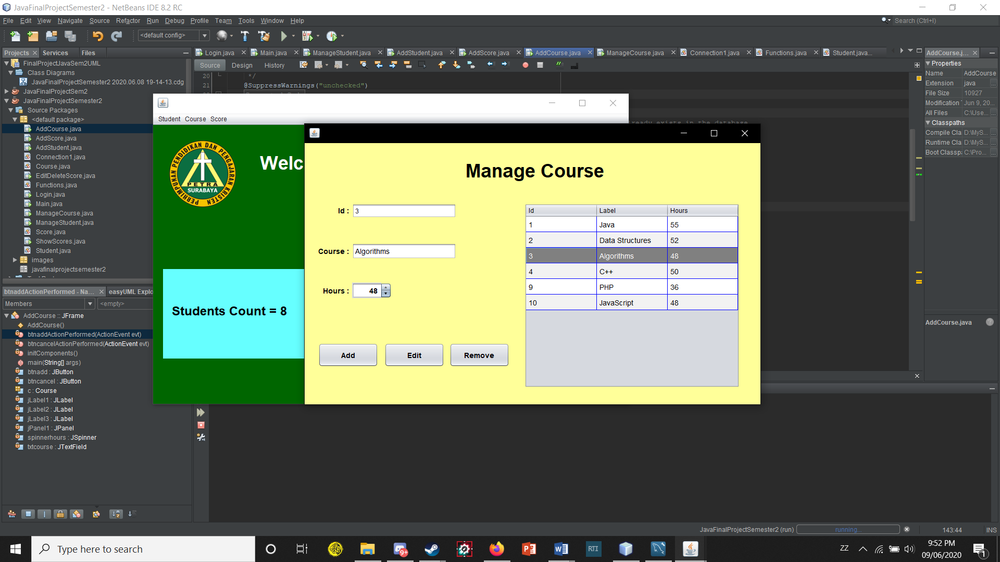 JavaFinalProjectSemester2 - NetBeans IDE 8.2 RC
File Edit View Navigate Source Refactor Run Debug Profile Team Tools Window Help
Search (Ctrl+I)
<default config>
Projects Services Files
Login.java Main.java ManageStudent.java AddStudent.java AddScore.java AddCourse.java ManageCourse.java Connection1.java Functions.java Student.java...
Source Design History
20 */
21 @SuppressWarnings("unchecked")
FinalProjectJavaSem2UML
Class Diagrams
JavaFinalProjectSemester2 2020.06.08 19-14-13.cdg
JavaFinalProjectSem2
JavaFinalProjectSemester2
Source Packages
<default package>
AddCourse.java
AddScore.java
AddStudent.java
Connection1.java
Course.java
EditDeleteScore.java
Functions.java
Login.java
Main.java
ManageCourse.java
ManageStudent.java
Score.java
ShowScores.java
Student.java
images
javafinalprojectsemester2
btnaddActionPerformed - Na... easyUML Explo
Members <empty>
AddCourse :: JFrame
AddCourse()
btnaddActionPerformed(ActionEvent evt)
btncancelActionPerformed(ActionEvent evt)
initComponents()
main(String[] args)
btnadd : JButton
btncancel : JButton
c : Course
jLabel1 : JLabel
jLabel2 : JLabel
jLabel3 : JLabel
jPanel1 : JPanel
spinnerhours : JSpinner
txtcourse : JTextField
Student Course Score
PERHIMPUNAN PENDIDIKAN DAN PENGAJARAN KRISTEN
PETRA
SURABAYA
Welc
Students Count = 8
already exists in the database
Manage Course
Id : 3
Course : Algorithms
Hours : 48
Add Edit Remove
Id Label Hours
1 Java 55
2 Data Structures 52
3 Algorithms 48
4 C++ 50
9 PHP 36
10 JavaScript 48
AddCourse.j...
Properties
Name AddCourse
Extension java ...
File Size 10927
Modification Jun 9, 20...
All Files C:\Use... ...
Classpaths
Compile Cla D:\MyS... ...
Runtime Cla D:\MyS... ...
Boot Classp C:\Pro... ...
AddCourse.java
JavaFinalProjectSemester2 (run) running... 143:44 INS
Type here to search
9+
RTI
ZZ
9:52 PM
09/06/2020
1